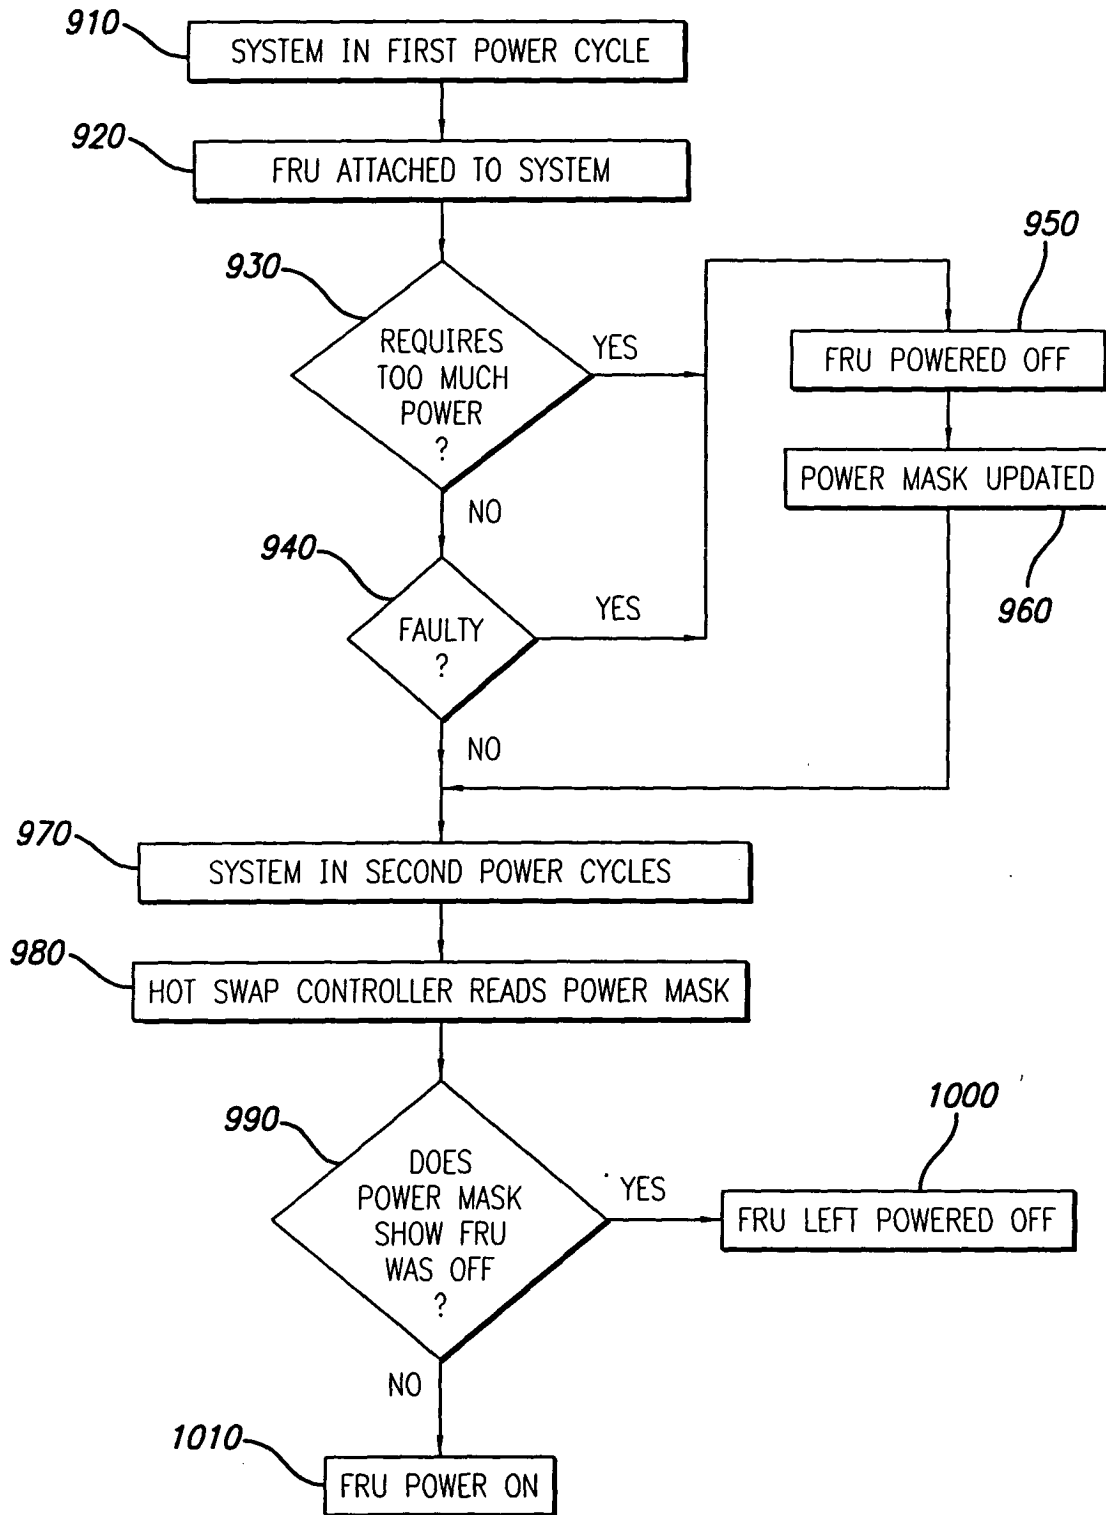 910
SYSTEM IN FIRST POWER CYCLE
920
FRU ATTACHED TO SYSTEM
930
REQUIRES
TOO MUCH
POWER
?
YES
NO
950
FRU POWERED OFF
POWER MASK UPDATED
960
940
FAULTY
?
YES
NO
970
SYSTEM IN SECOND POWER CYCLES
980
HOT SWAP CONTROLLER READS POWER MASK
990
DOES
POWER MASK
SHOW FRU
WAS OFF
?
YES
1000
FRU LEFT POWERED OFF
NO
1010
FRU POWER ON